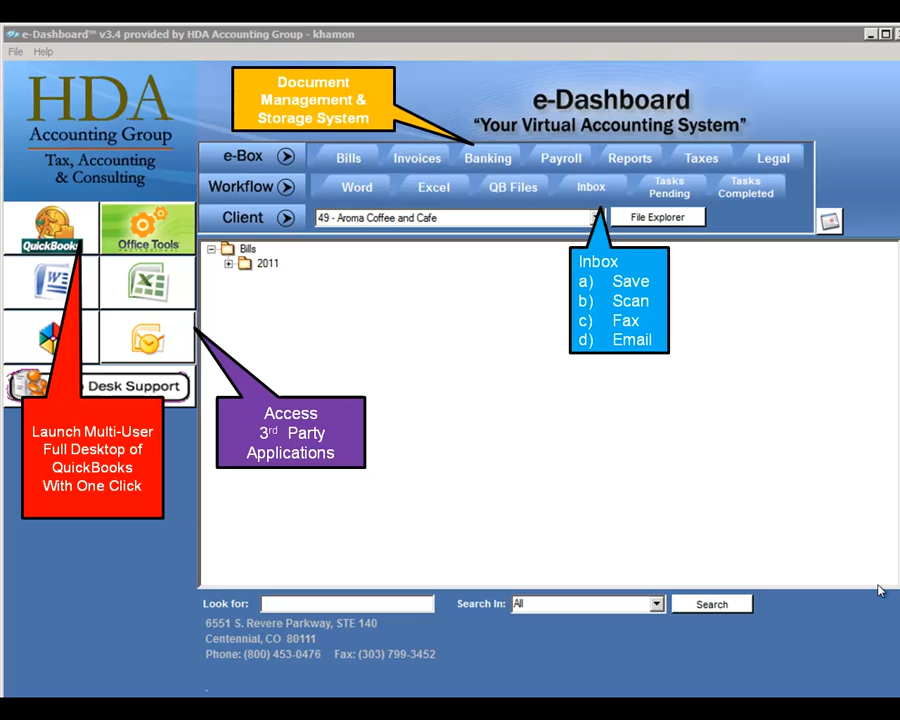 e-Dashboard™ v3.4 provided by HDA Accounting Group - khamon
File Help
HDA
Accounting Group
Tax, Accounting
& Consulting
Document
Management &
Storage System
e-Dashboard
"Your Virtual Accounting System"
e-Box Bills Invoices Banking Payroll Reports Taxes Legal
Workflow Word Excel QB Files Inbox Tasks Pending Tasks Completed
Client 49 - Aroma Coffee and Cafe File Explorer
QuickBooks
Office Tools
Bills
2011
Inbox
a) Save
b) Scan
c) Fax
d) Email
Desk Support
Launch Multi-User
Full Desktop of
QuickBooks
With One Click
Access
3rd Party
Applications
Look for: Search In: All Search
6551 S. Revere Parkway, STE 140
Centennial, CO 80111
Phone: (800) 453-0476 Fax: (303) 799-3452